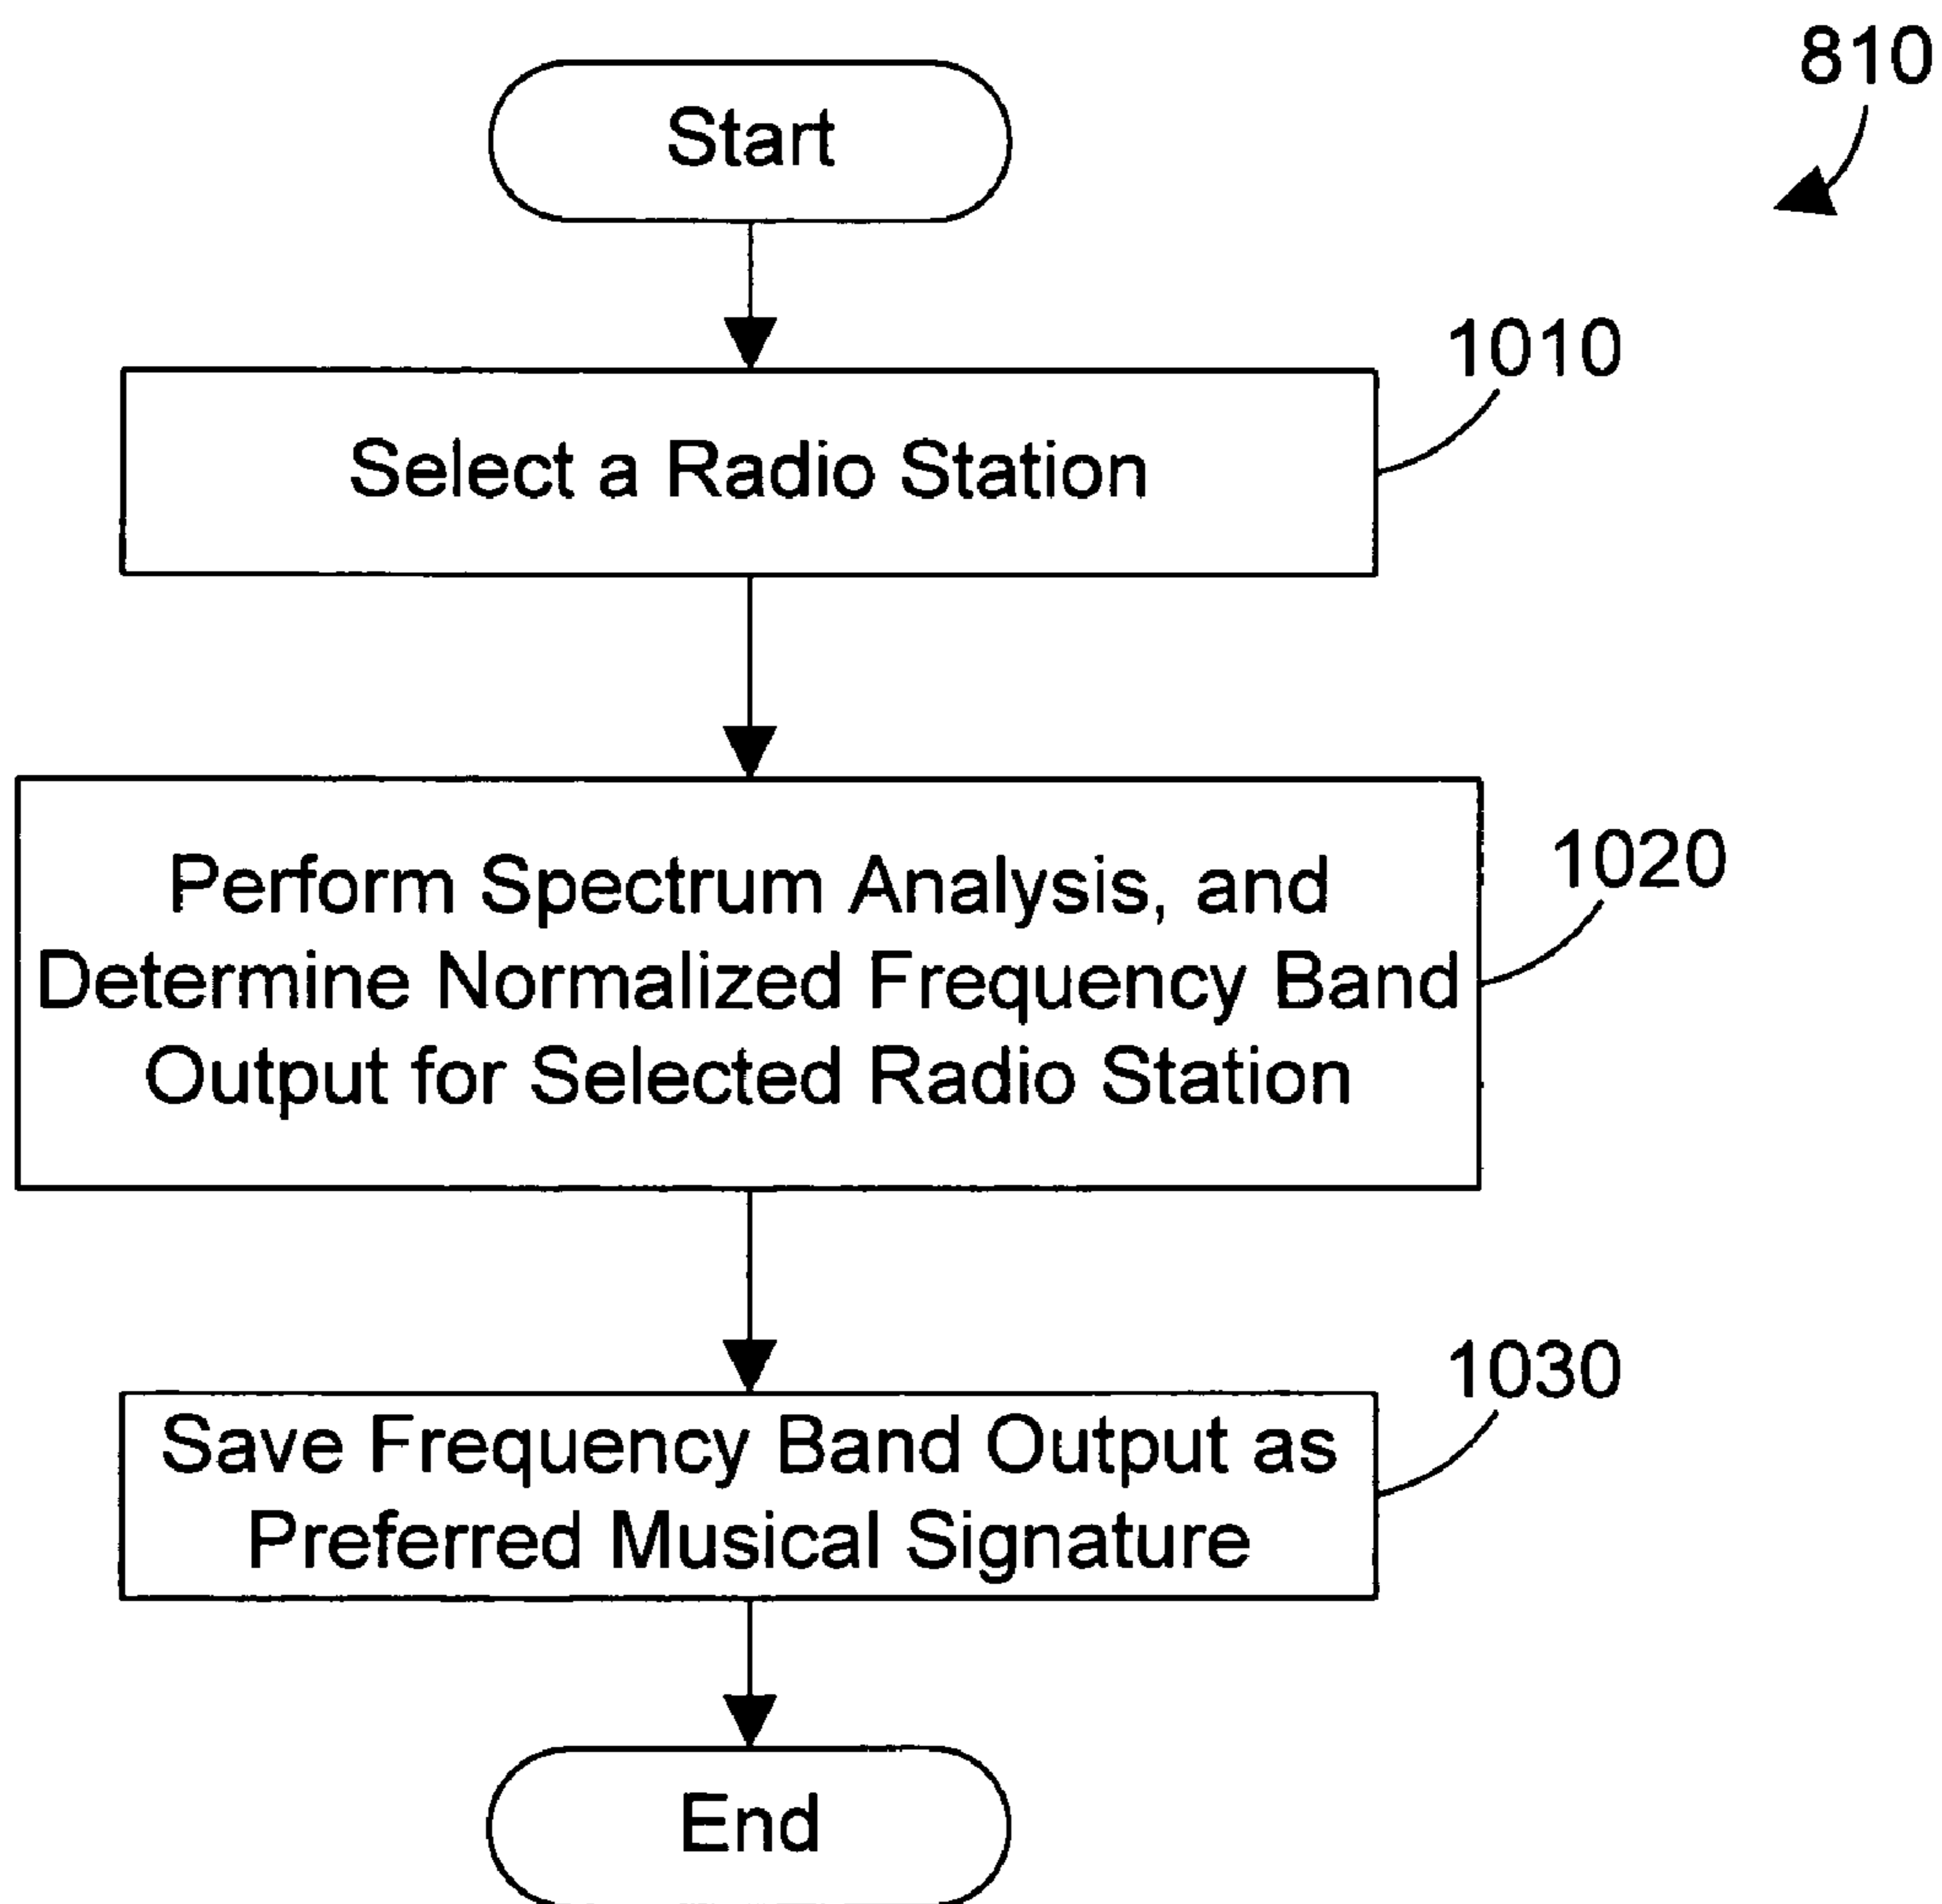 810
Start
1010
Select a Radio Station
1020
Perform Spectrum Analysis, and
Determine Normalized Frequency Band
Output for Selected Radio Station
1030
Save Frequency Band Output as
Preferred Musical Signature
End